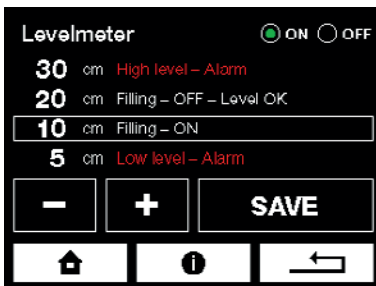 Levelmeter ON OFF
30 cm High level – Alarm
20 cm Filling – OFF – Level OK
10 cm Filling – ON
5 cm Low level – Alarm
− + SAVE